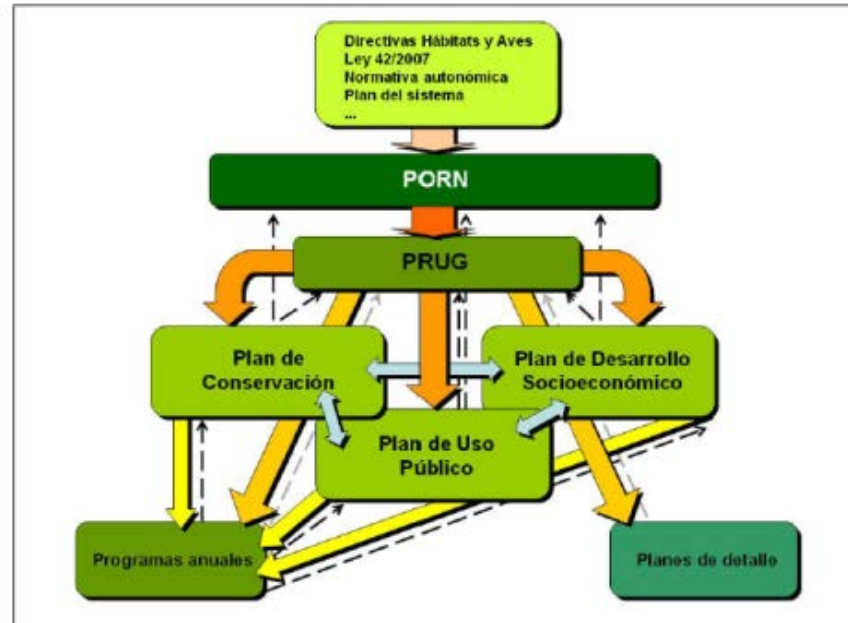 Directivas Hábitats y Aves
Ley 42/2007
Normativa autonómica
Plan del sistema
...
PORN
PRUG
Plan de
Conservación
Plan de Desarrollo
Socioeconómico
Plan de Uso
Público
Programas anuales
Planes de detalle